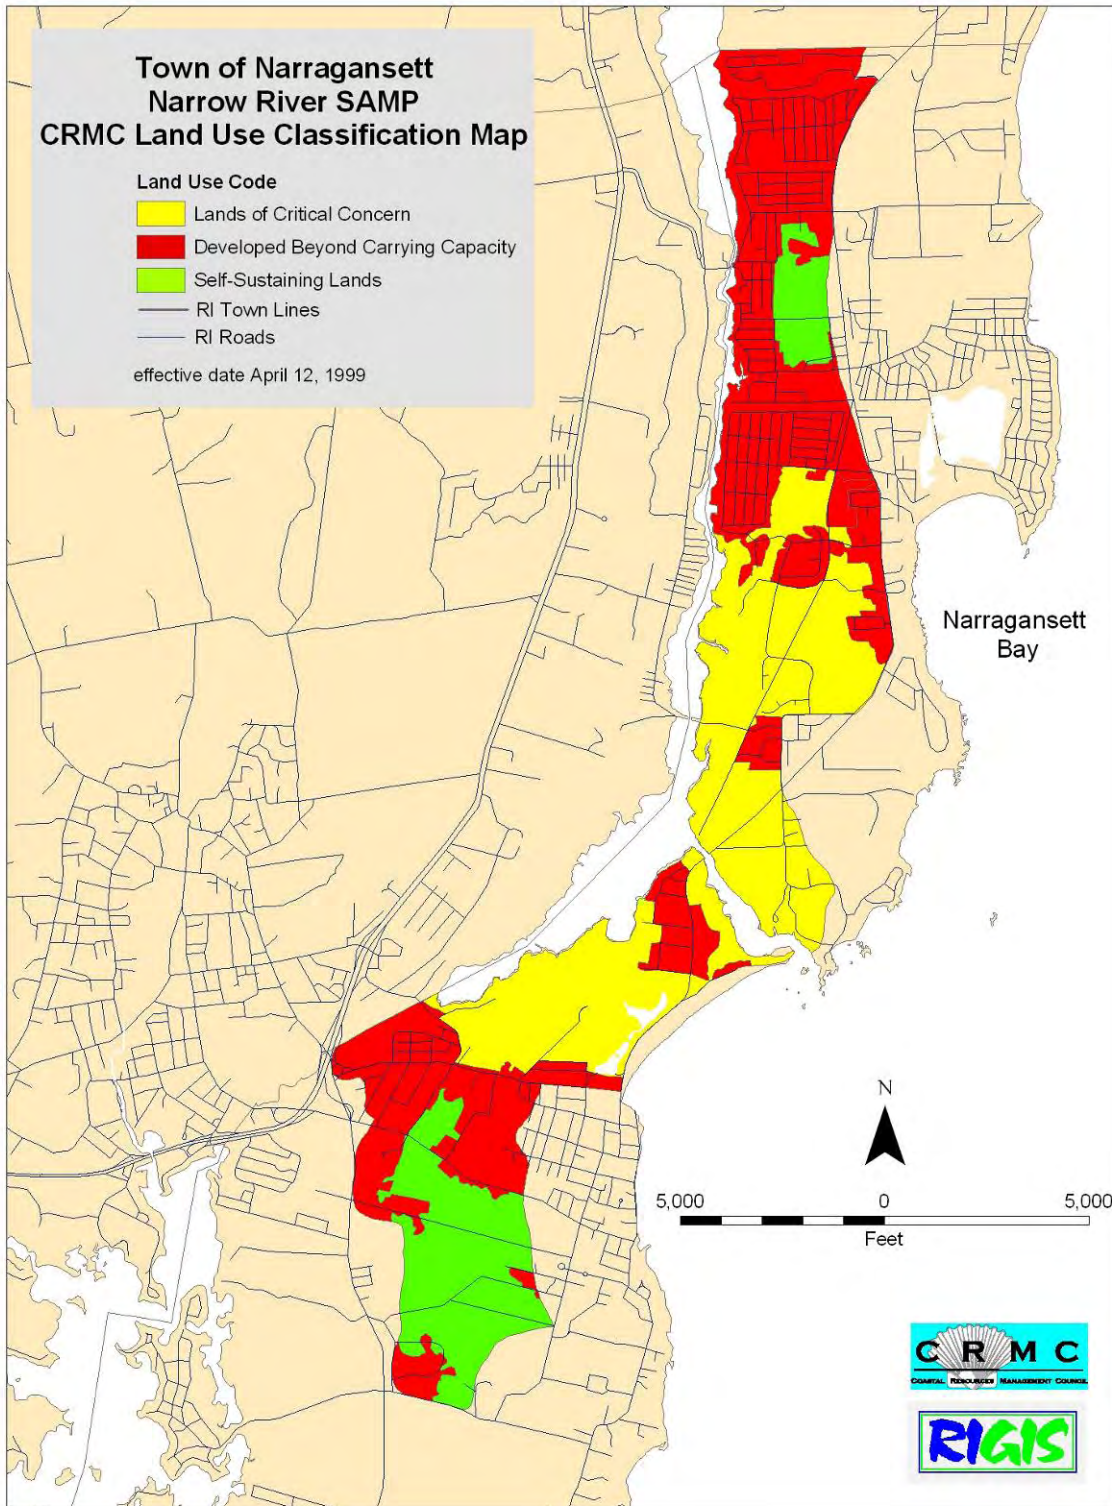 Town of Narragansett
Narrow River SAMP
CRMC Land Use Classification Map
Land Use Code
Lands of Critical Concern
Developed Beyond Carrying Capacity
Self-Sustaining Lands
RI Town Lines
RI Roads
effective date April 12, 1999
Narragansett
Bay
N
5,000 0 5,000
Feet
C R M C
COASTAL RESOURCES MANAGEMENT COUNCIL
RIGIS